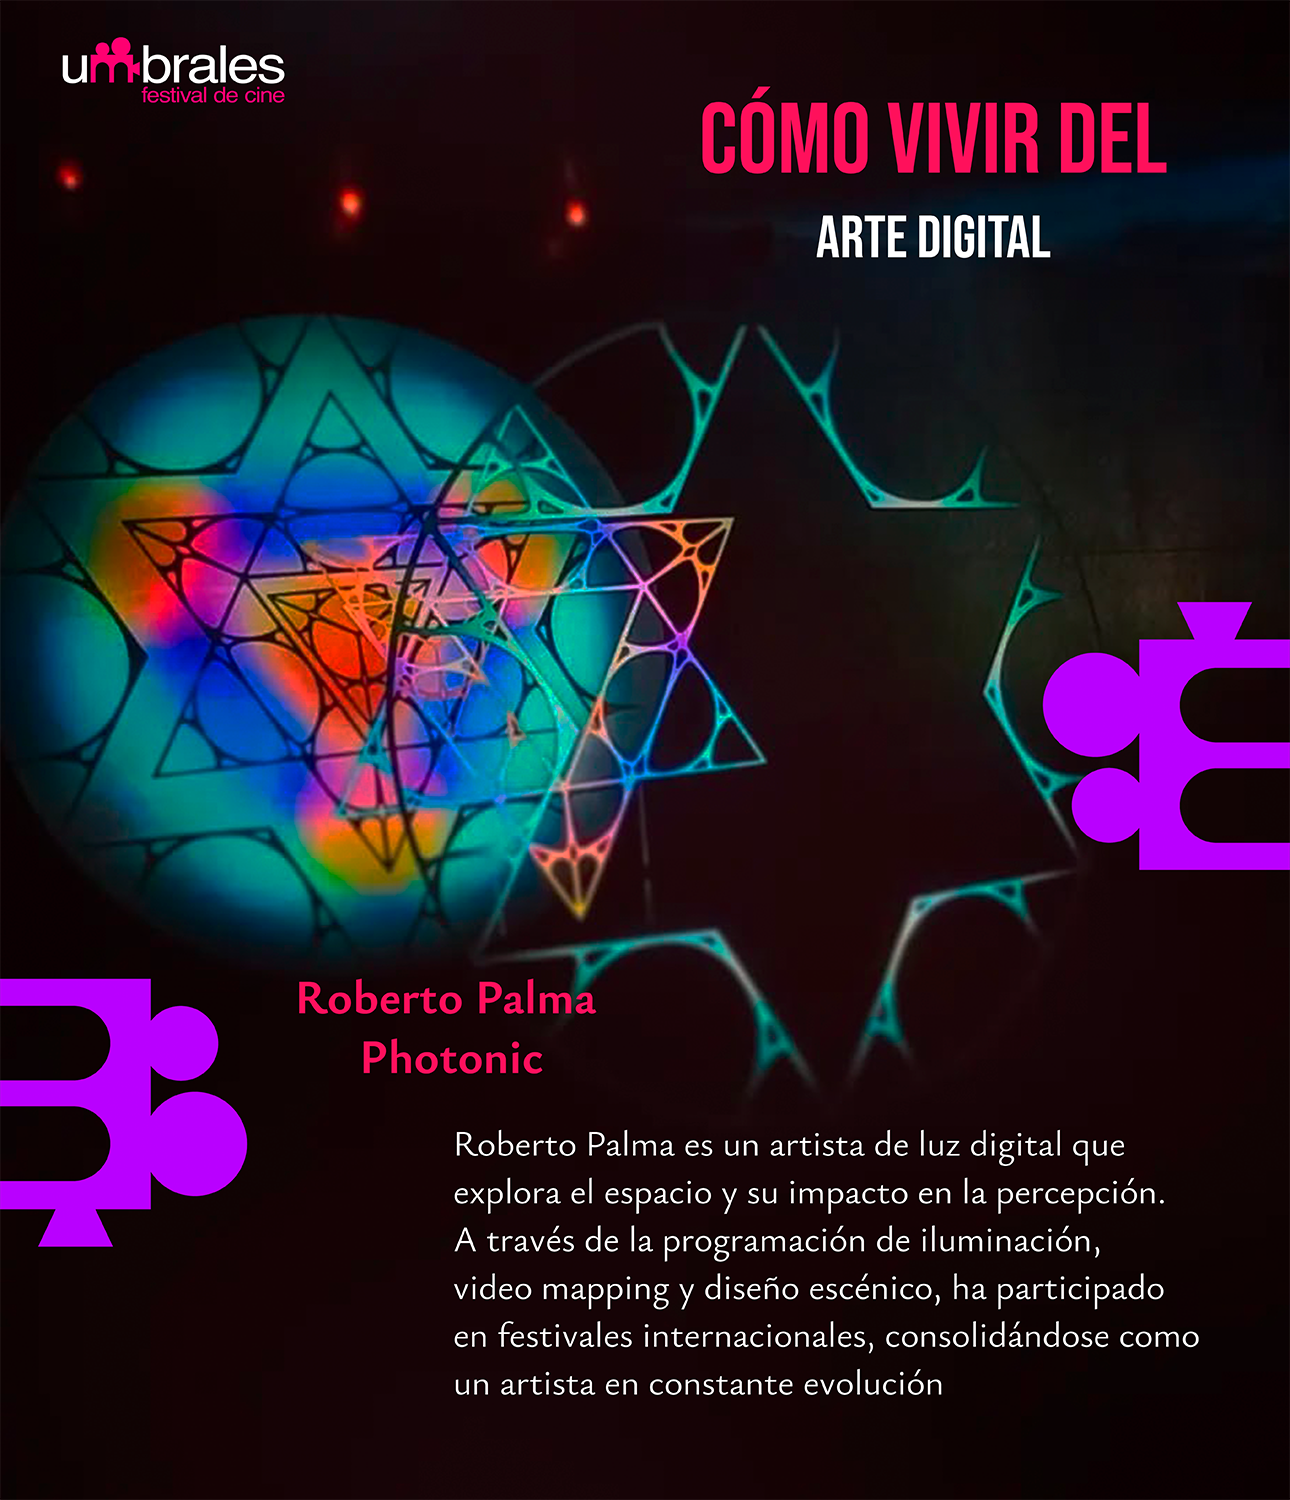 umbrales
festival de cine
CÓMO VIVIR DEL
ARTE DIGITAL
Roberto Palma
Photonic
Roberto Palma es un artista de luz digital que
explora el espacio y su impacto en la percepción.
A través de la programación de iluminación,
video mapping y diseño escénico, ha participado
en festivales internacionales, consolidándose como
un artista en constante evolución